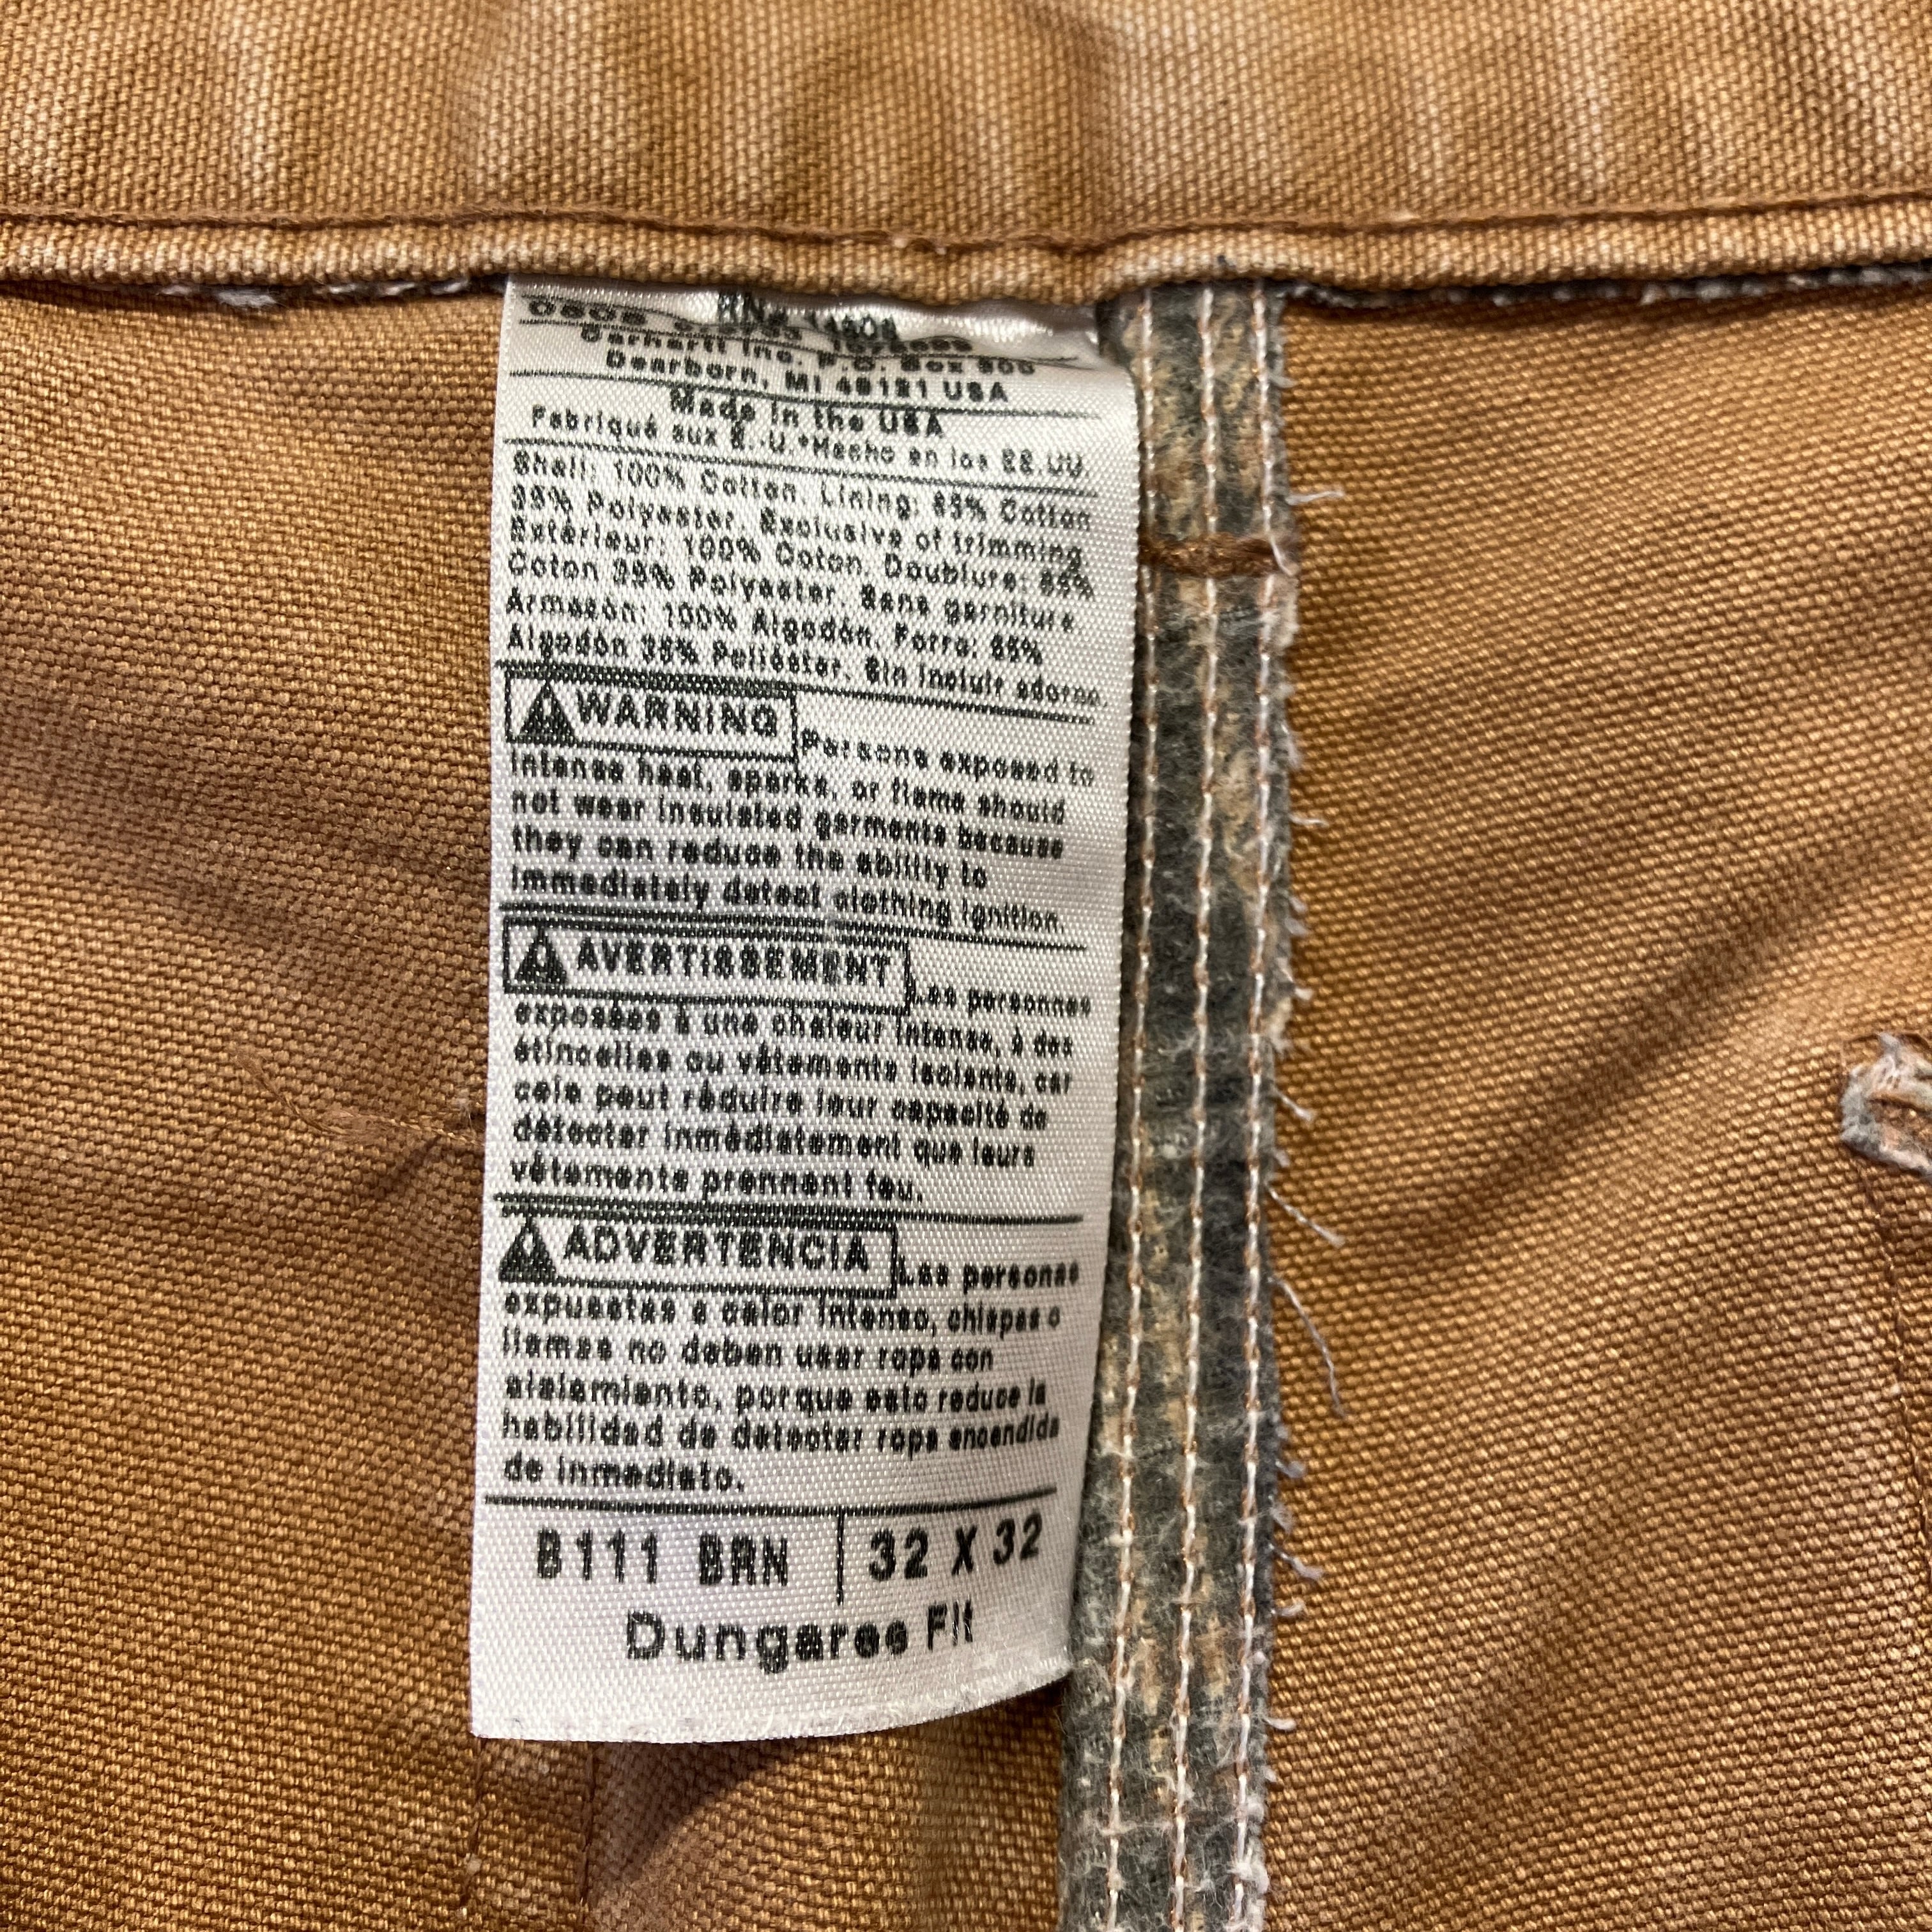 RN# 14806
Carhartt Inc. P.O. Box 600
Dearborn, MI 48121 USA
Made in the USA
Fabriqué aux É.-U.*Hecho en los EE.UU.
Shell: 100% Cotton. Lining: 65% Cotton
35% Polyester. Exclusive of trimming
Extérieur: 100% Coton. Doublure: 65%
Coton 35% Polyester. Sans garniture.
Armazón: 100% Algodón. Forro: 65%
Algodón 35% Poliéster. Sin incluir adorno
WARNING Persons exposed to
intense heat, sparks, or flame should
not wear insulated garments because
they can reduce the ability to
immediately detect clothing ignition.
AVERTISSEMENT Les personnes
exposées à une chaleur intense, à des
étincelles ou vêtements isolants, car
cela peut réduire leur capacité de
détecter immédiatement que leurs
vêtements prennent feu.
ADVERTENCIA Las personas
expuestas a calor intenso, chispas o
llamas no deben usar ropa con
aislamiento, porque esto reduce la
habilidad de detectar ropa encendida
de inmediato.
B111 BRN | 32 X 32
Dungaree Fit